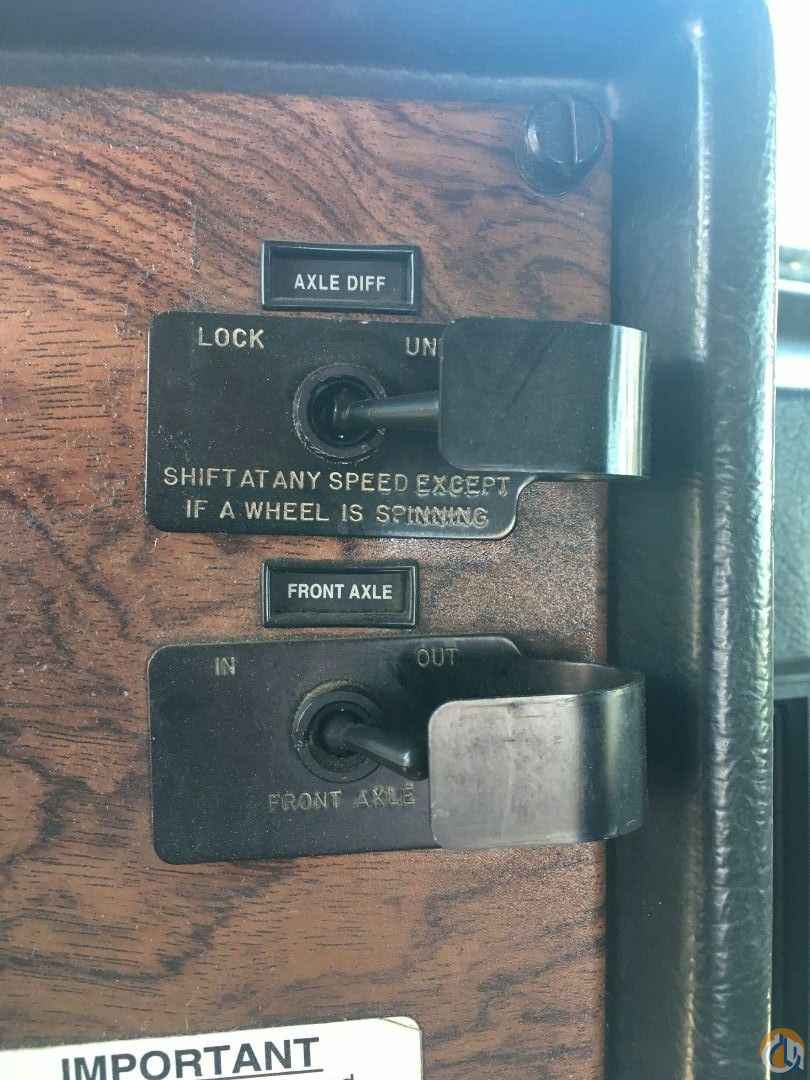 AXLE DIFF
LOCK UN
SHIFT AT ANY SPEED EXCEPT
IF A WHEEL IS SPINNING
FRONT AXLE
IN OUT
FRONT AXLE
IMPORTANT